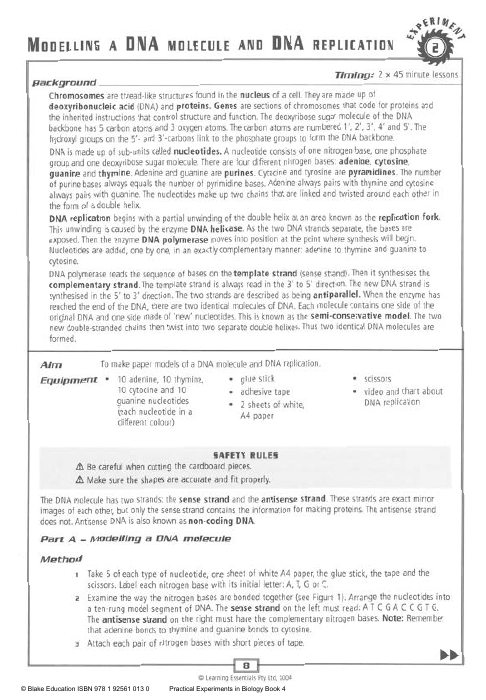 EXPERIMENT
2
MODELLING A DNA MOLECULE AND DNA REPLICATION
Timing: 2 × 45 minute lessons
Background
Chromosomes are thread-like structures found in the nucleus of a cell. They are made up of
deoxyribonucleic acid (DNA) and proteins. Genes are sections of chromosomes that code for proteins and
the inherited instructions that control structure and function. The deoxyribose sugar molecule of the DNA
backbone has 5 carbon atoms and 3 oxygen atoms. The carbon atoms are numbered 1', 2', 3', 4' and 5'. The
hydroxyl groups on the 5'- and 3'-carbons link to the phosphate groups to form the DNA backbone.
DNA is made up of sub-units called nucleotides. A nucleotide consists of one nitrogen base, one phosphate
group and one deoxyribose sugar molecule. There are four different nitrogen bases: adenine, cytosine,
guanine and thymine. Adenine and guanine are purines. Cytosine and tyrosine are pyramidines. The number
of purine bases always equals the number of pyrimidine bases. Adenine always pairs with thymine and cytosine
always pairs with guanine. The nucleotides make up two chains that are linked and twisted around each other in
the form of a double helix.
DNA replication begins with a partial unwinding of the double helix at an area known as the replication fork.
This unwinding is caused by the enzyme DNA helicase. As the two DNA strands separate, the bases are
exposed. Then the enzyme DNA polymerase moves into position at the point where synthesis will begin.
Nucleotides are added, one by one, in an exactly complementary manner: adenine to thymine and guanine to
cytosine.
DNA polymerase reads the sequence of bases on the template strand (sense strand). Then it synthesises the
complementary strand. The template strand is always read in the 3' to 5' direction. The new DNA strand is
synthesised in the 5' to 3' direction. The two strands are described as being antiparallel. When the enzyme has
reached the end of the DNA, there are two identical molecules of DNA. Each molecule contains one side of the
original DNA and one side made of 'new' nucleotides. This is known as the semi-conservative model. The two
new double-stranded chains then twist into two separate double helixes. Thus two identical DNA molecules are
formed.
Aim To make paper models of a DNA molecule and DNA replication.
Equipment • 10 adenine, 10 thymine,
10 cytosine and 10
guanine nucleotides
(each nucleotide in a
different colour)
• glue stick
• adhesive tape
• 2 sheets of white,
A4 paper
• scissors
• video and chart about
DNA replication
SAFETY RULES
⚠ Be careful when cutting the cardboard pieces.
⚠ Make sure the shapes are accurate and fit properly.
The DNA molecule has two strands: the sense strand and the antisense strand. These strands are exact mirror
images of each other, but only the sense strand contains the information for making proteins. The antisense strand
does not. Antisense DNA is also known as non-coding DNA.
Part A – Modelling a DNA molecule
Method
1 Take 5 of each type of nucleotide, one sheet of white A4 paper, the glue stick, the tape and the
scissors. Label each nitrogen base with its initial letter: A, T, G or C.
2 Examine the way the nitrogen bases are bonded together (see Figure 1). Arrange the nucleotides into
a ten-rung model segment of DNA. The sense strand on the left must read: A T C G A C C G T G.
The antisense strand on the right must have the complementary nitrogen bases. Note: Remember
that adenine bonds to thymine and guanine bonds to cytosine.
3 Attach each pair of nitrogen bases with short pieces of tape.
8
© Learning Essentials Pty Ltd, 2004
© Blake Education ISBN 978 1 92561 013 0 Practical Experiments in Biology Book 4